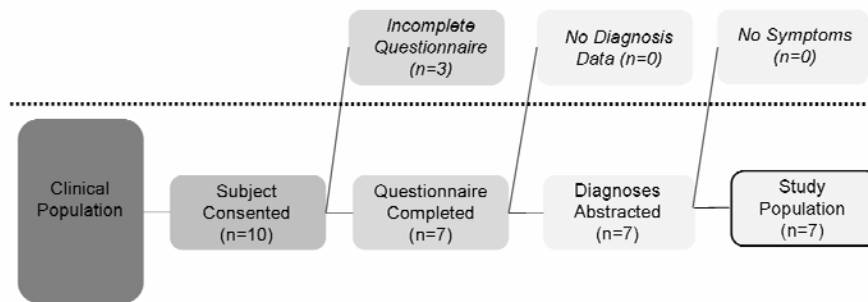 Incomplete
Questionnaire
(n=3)
No Diagnosis
Data (n=0)
No Symptoms
(n=0)
Clinical
Population
Subject
Consented
(n=10)
Questionnaire
Completed
(n=7)
Diagnoses
Abstracted
(n=7)
Study
Population
(n=7)